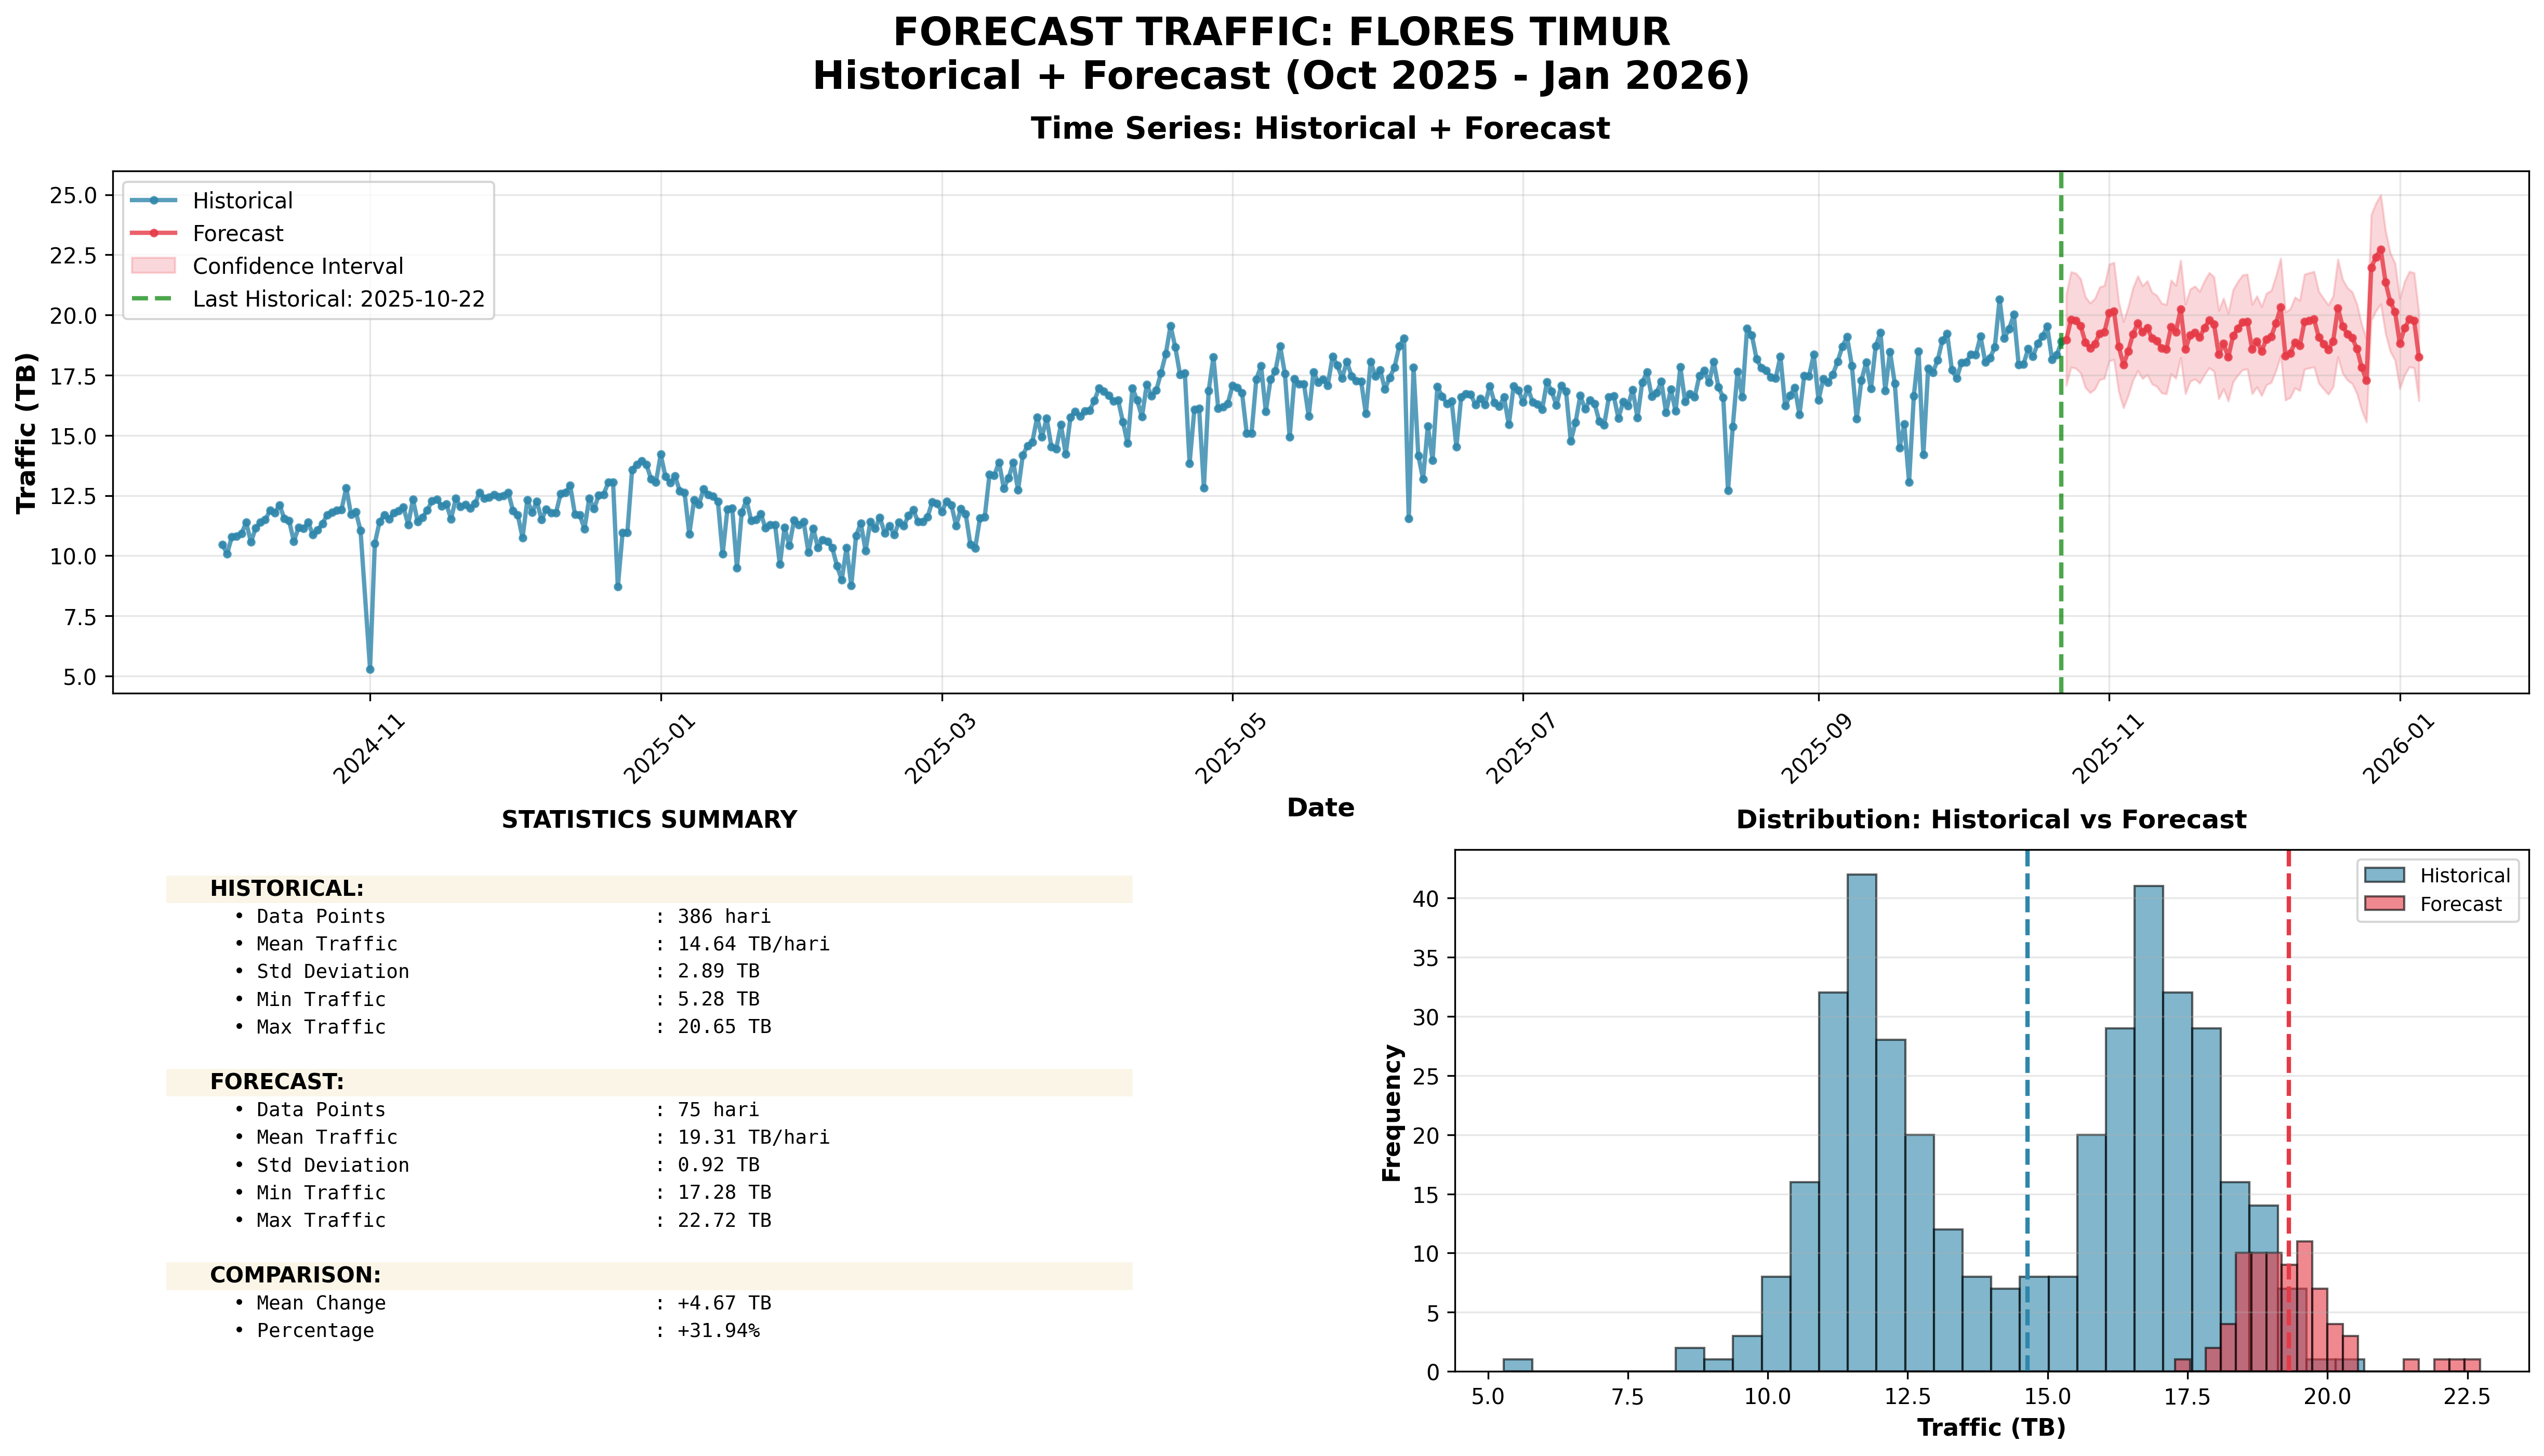 FORECAST TRAFFIC: FLORES TIMUR
Historical + Forecast (Oct 2025 - Jan 2026)
Time Series: Historical + Forecast
Traffic (TB)
25.0
22.5
20.0
17.5
15.0
12.5
10.0
7.5
5.0
Historical
Forecast
Confidence Interval
Last Historical: 2025-10-22
2024-11
2025-01
2025-03
2025-05
2025-07
2025-09
2025-11
2026-01
Date
STATISTICS SUMMARY
HISTORICAL:
• Data Points : 386 hari
• Mean Traffic : 14.64 TB/hari
• Std Deviation : 2.89 TB
• Min Traffic : 5.28 TB
• Max Traffic : 20.65 TB
FORECAST:
• Data Points : 75 hari
• Mean Traffic : 19.31 TB/hari
• Std Deviation : 0.92 TB
• Min Traffic : 17.28 TB
• Max Traffic : 22.72 TB
COMPARISON:
• Mean Change : +4.67 TB
• Percentage : +31.94%
Distribution: Historical vs Forecast
Frequency
40
35
30
25
20
15
10
5
0
Historical
Forecast
5.0
7.5
10.0
12.5
15.0
17.5
20.0
22.5
Traffic (TB)